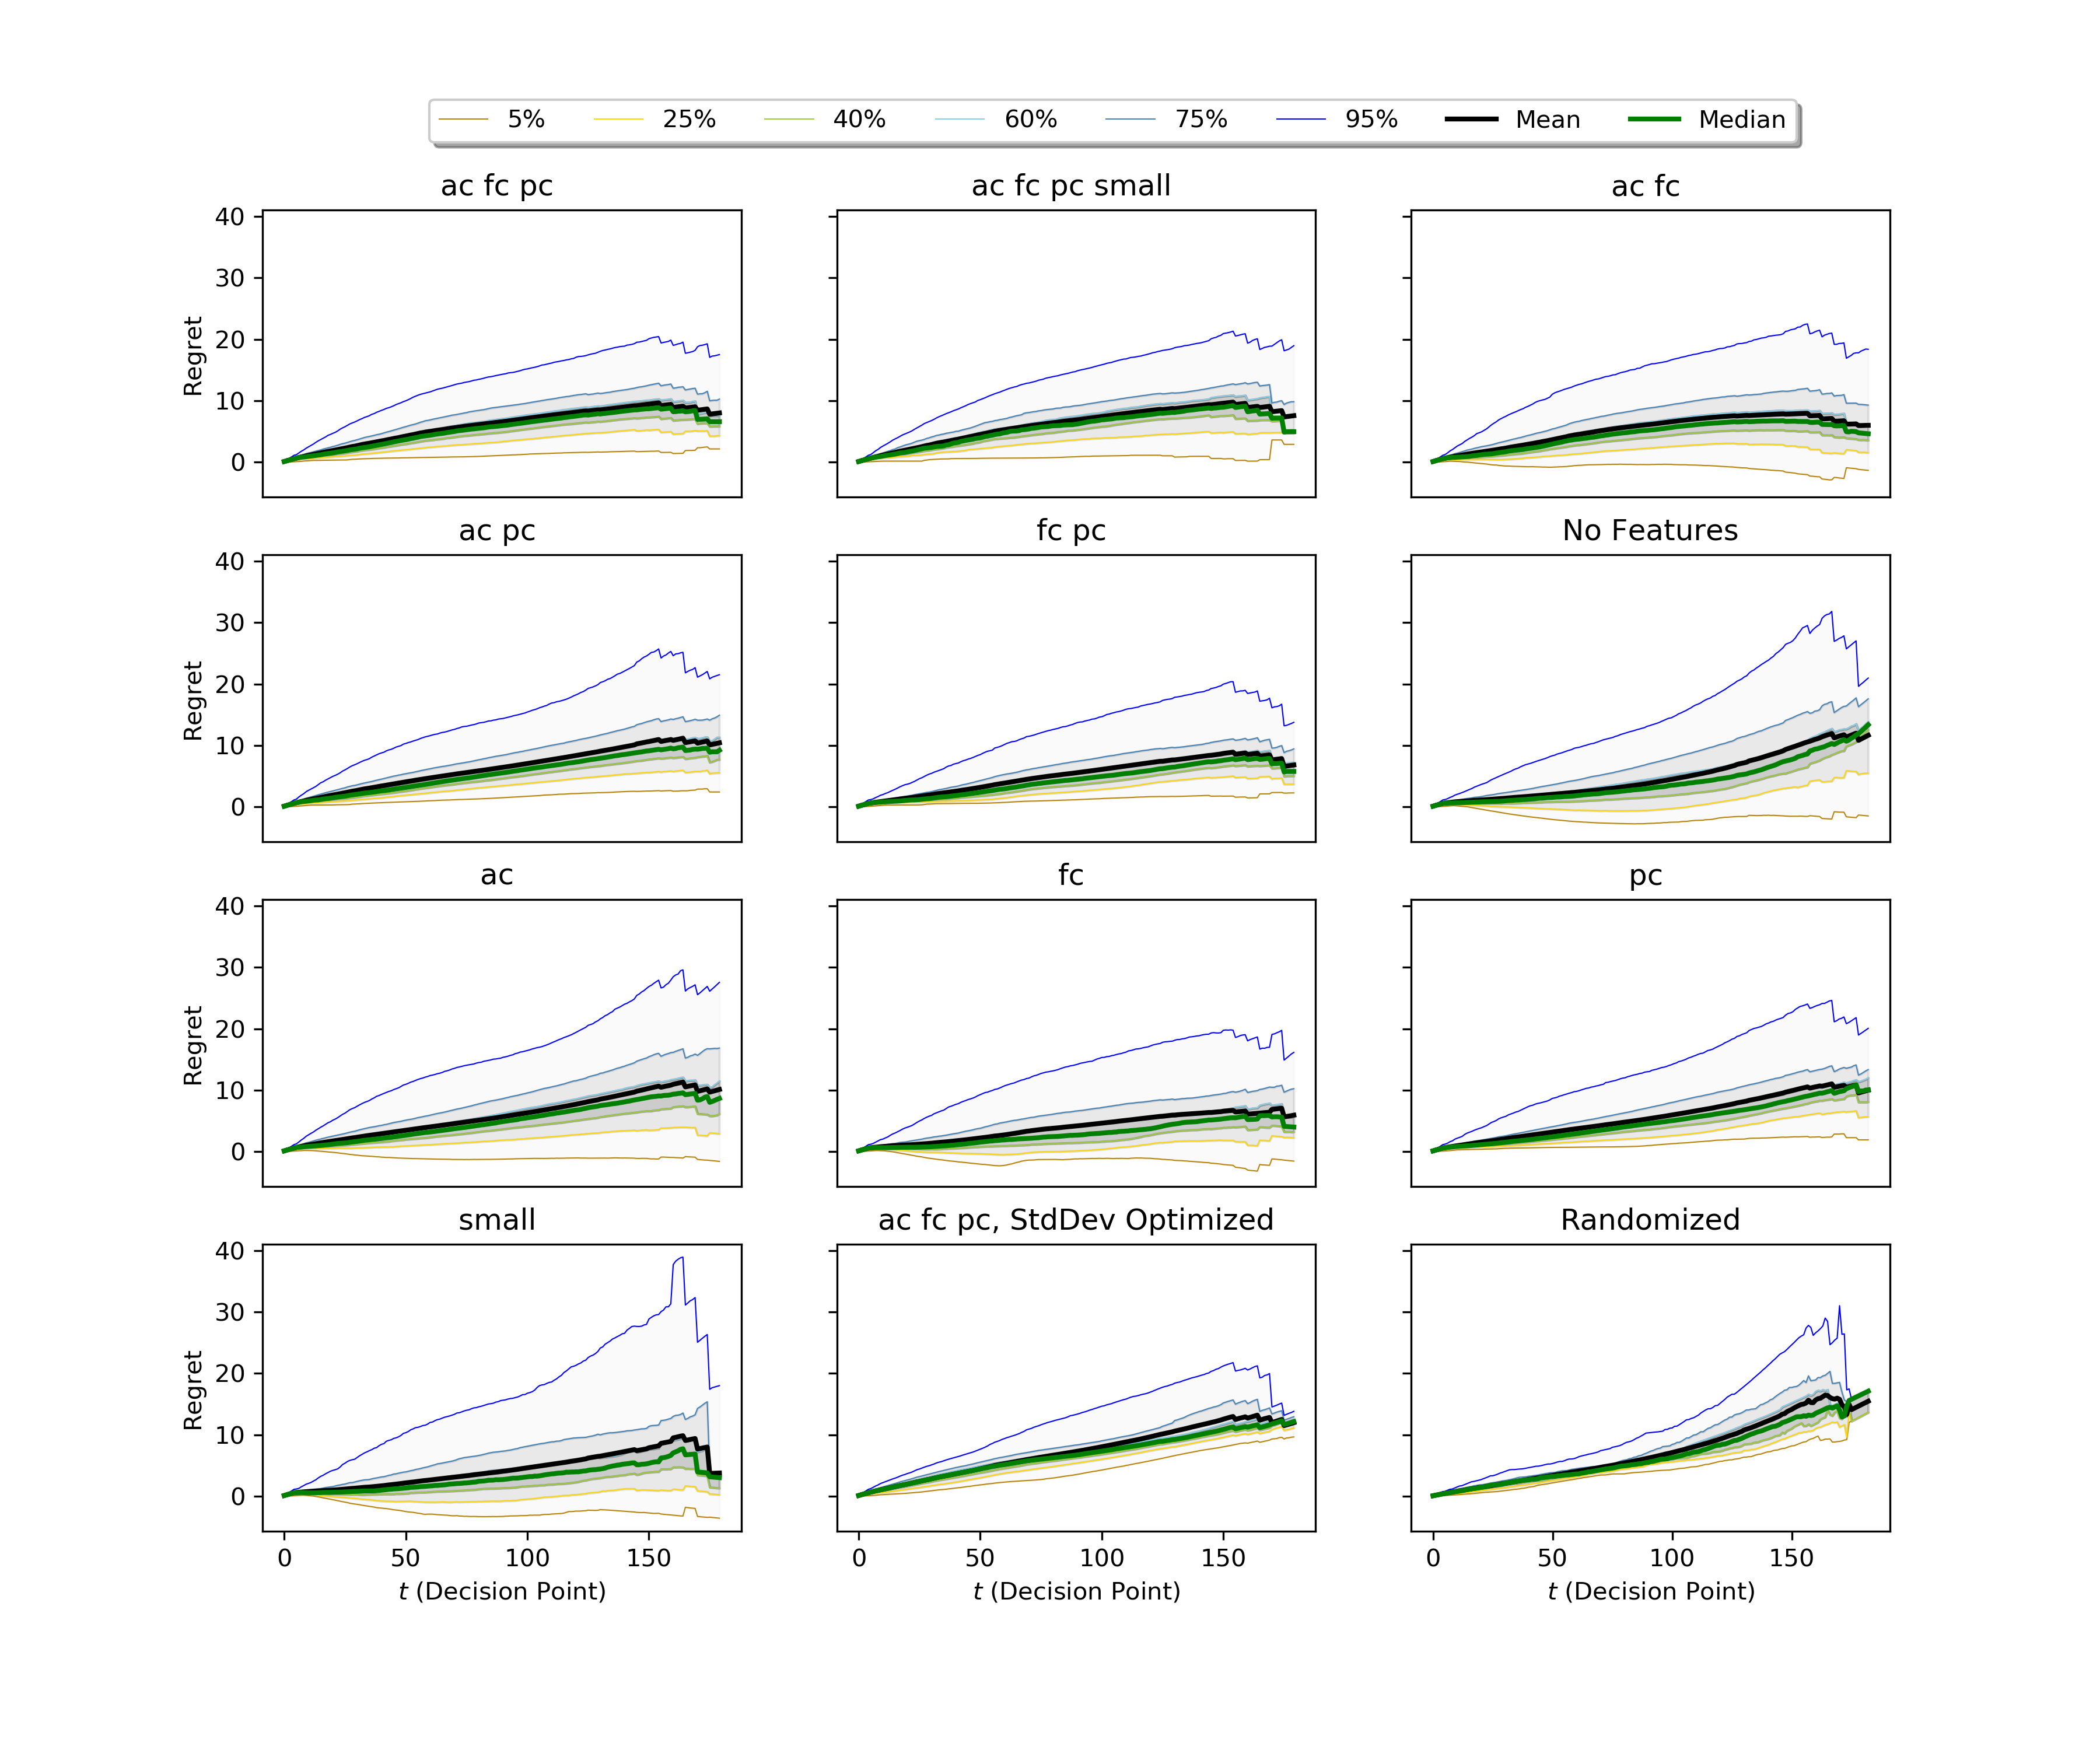 5% 25% 40% 60% 75% 95% Mean Median
ac fc pc
ac fc pc small
ac fc
40
30
20
10
0
Regret
ac pc
fc pc
No Features
40
30
20
10
0
Regret
ac
fc
pc
40
30
20
10
0
Regret
small
ac fc pc, StdDev Optimized
Randomized
40
30
20
10
0
Regret
0 50 100 150
0 50 100 150
0 50 100 150
t (Decision Point)
t (Decision Point)
t (Decision Point)